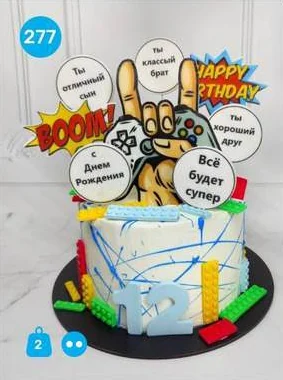 277
ты
классый
брат
Ты
отличный
сын
HAPPY
BIRTHDAY
BOOM!
ты
хороший
друг
с
Днем
Рождения
Всё
будет
супер
12
2